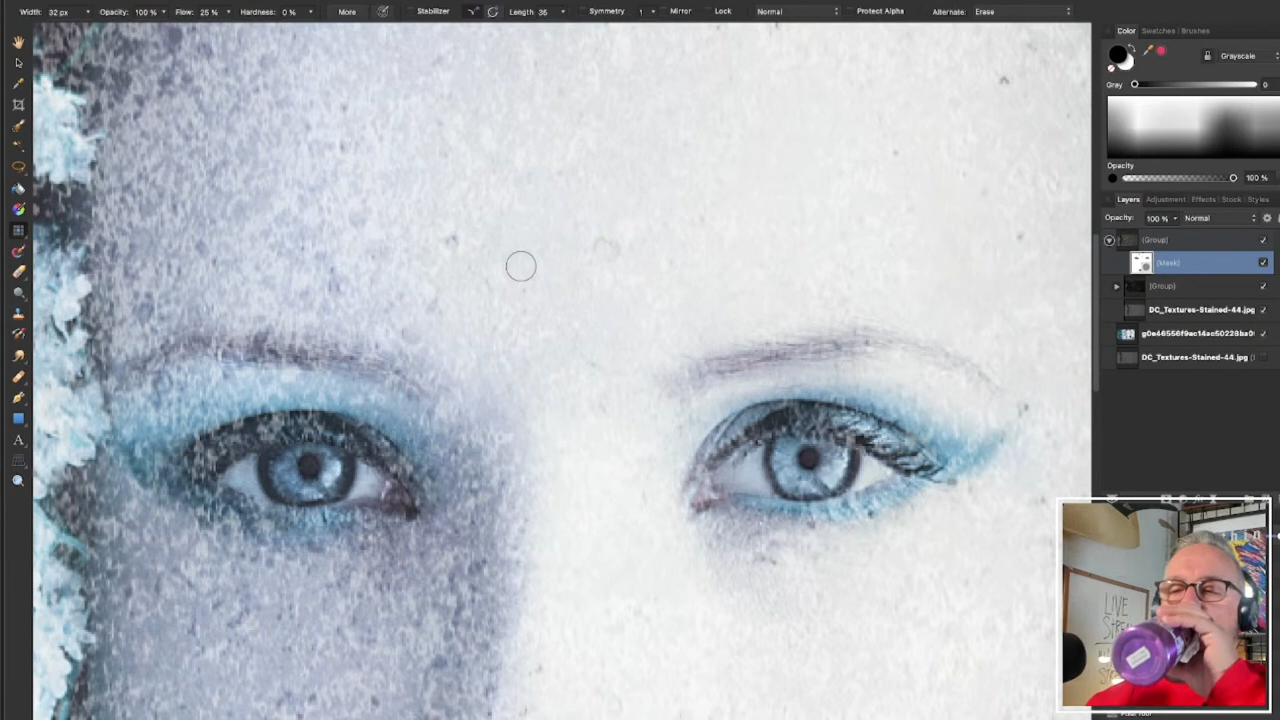 Width: 32 px Opacity: 100 % Flow: 25 % Hardness: 0 % More Stabilizer Length 35 Symmetry 1 Mirror Lock Normal Protect Alpha Alternate: Erase
Color Swatches Brushes
Grayscale
Gray 0
Opacity
100 %
Layers Adjustment Effects Stock Styles
Opacity: 100 % Normal
(Group)
(Mask)
(Group)
DC_Textures-Stained-44.jpg
DC_Textures-Stained-44.jpg
LIVE